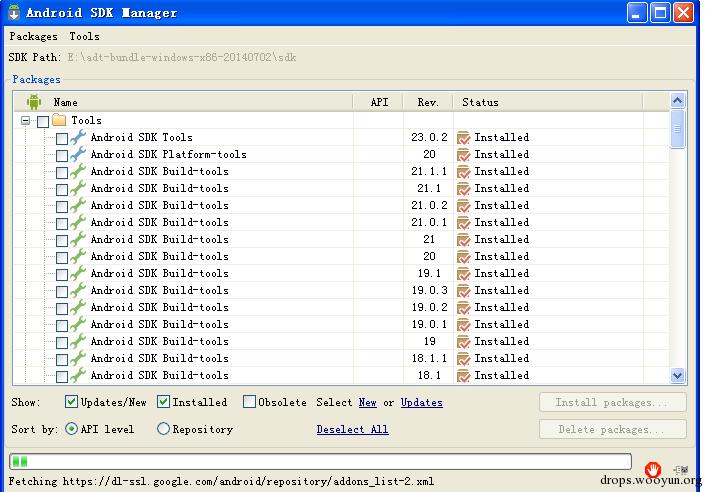 Android SDK Manager
Packages Tools
SDK Path: E:\adt-bundle-windows-x86-20140702\sdk
Packages
Name API Rev. Status
Tools
Android SDK Tools 23.0.2 Installed
Android SDK Platform-tools 20 Installed
Android SDK Build-tools 21.1.1 Installed
Android SDK Build-tools 21.1 Installed
Android SDK Build-tools 21.0.2 Installed
Android SDK Build-tools 21.0.1 Installed
Android SDK Build-tools 21 Installed
Android SDK Build-tools 20 Installed
Android SDK Build-tools 19.1 Installed
Android SDK Build-tools 19.0.3 Installed
Android SDK Build-tools 19.0.2 Installed
Android SDK Build-tools 19.0.1 Installed
Android SDK Build-tools 19 Installed
Android SDK Build-tools 18.1.1 Installed
Android SDK Build-tools 18.1 Installed
Show: Updates/New Installed Obsolete Select New or Updates Install packages...
Sort by: API level Repository Deselect All Delete packages...
Fetching https://dl-ssl.google.com/android/repository/addons_list-2.xml
drops.wooyun.org